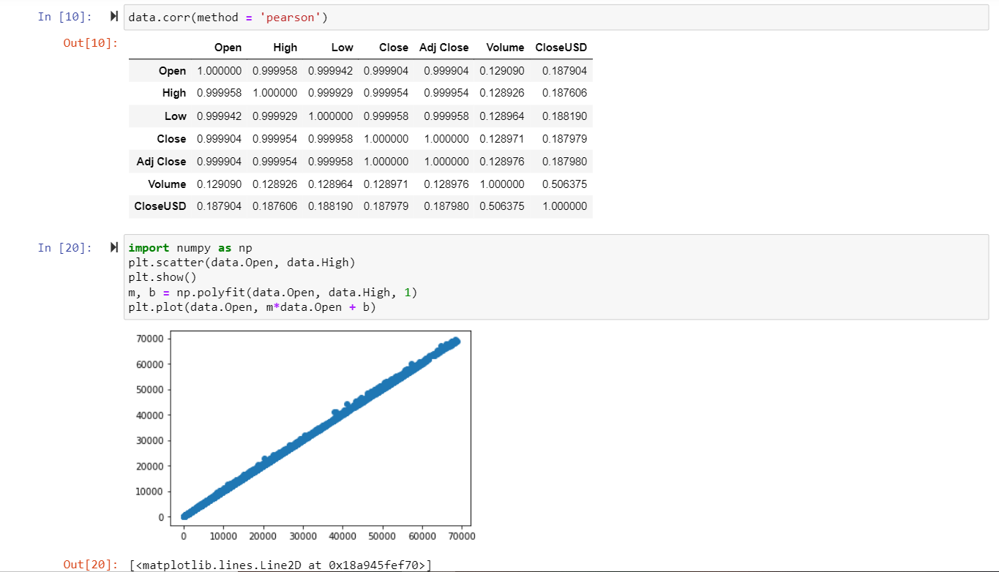 In [10]: data.corr(method = 'pearson')
Out[10]:
Open High Low Close Adj Close Volume CloseUSD
Open 1.000000 0.999958 0.999942 0.999904 0.999904 0.129090 0.187904
High 0.999958 1.000000 0.999929 0.999954 0.999954 0.128926 0.187606
Low 0.999942 0.999929 1.000000 0.999958 0.999958 0.128964 0.188190
Close 0.999904 0.999954 0.999958 1.000000 1.000000 0.128971 0.187979
Adj Close 0.999904 0.999954 0.999958 1.000000 1.000000 0.128976 0.187980
Volume 0.129090 0.128926 0.128964 0.128971 0.128976 1.000000 0.506375
CloseUSD 0.187904 0.187606 0.188190 0.187979 0.187980 0.506375 1.000000
In [20]: import numpy as np
plt.scatter(data.Open, data.High)
plt.show()
m, b = np.polyfit(data.Open, data.High, 1)
plt.plot(data.Open, m*data.Open + b)
70000
60000
50000
40000
30000
20000
10000
0
0 10000 20000 30000 40000 50000 60000 70000
Out[20]: [<matplotlib.lines.Line2D at 0x18a945fef70>]